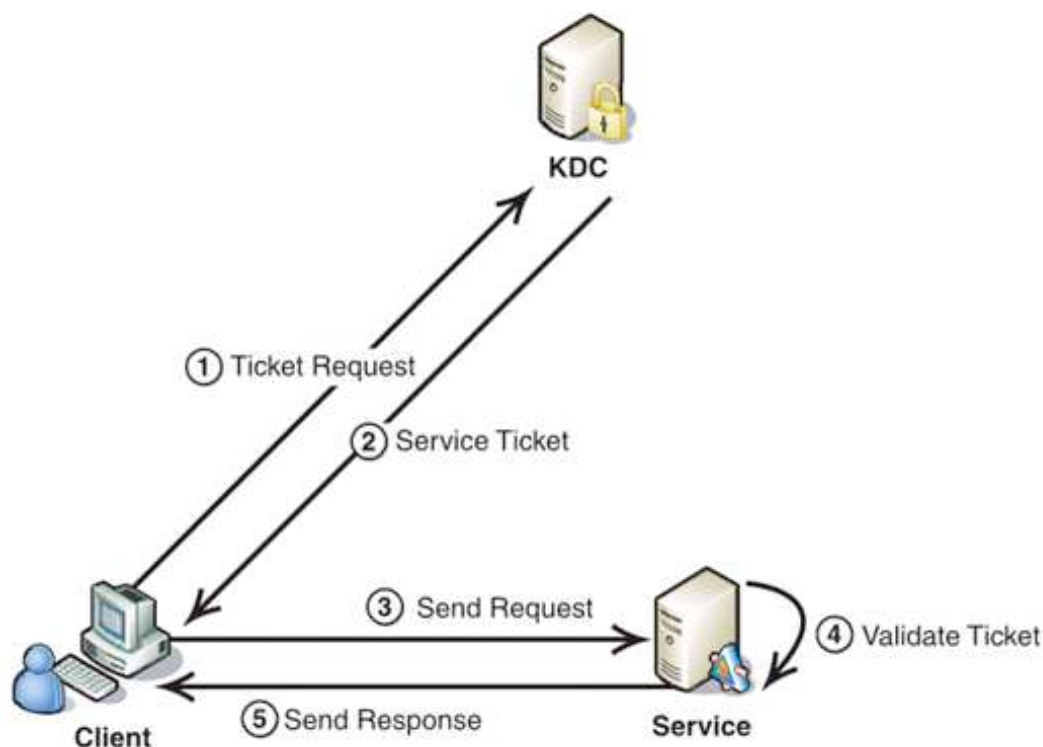 KDC
1 Ticket Request
2 Service Ticket
3 Send Request
4 Validate Ticket
5 Send Response
Service
Client